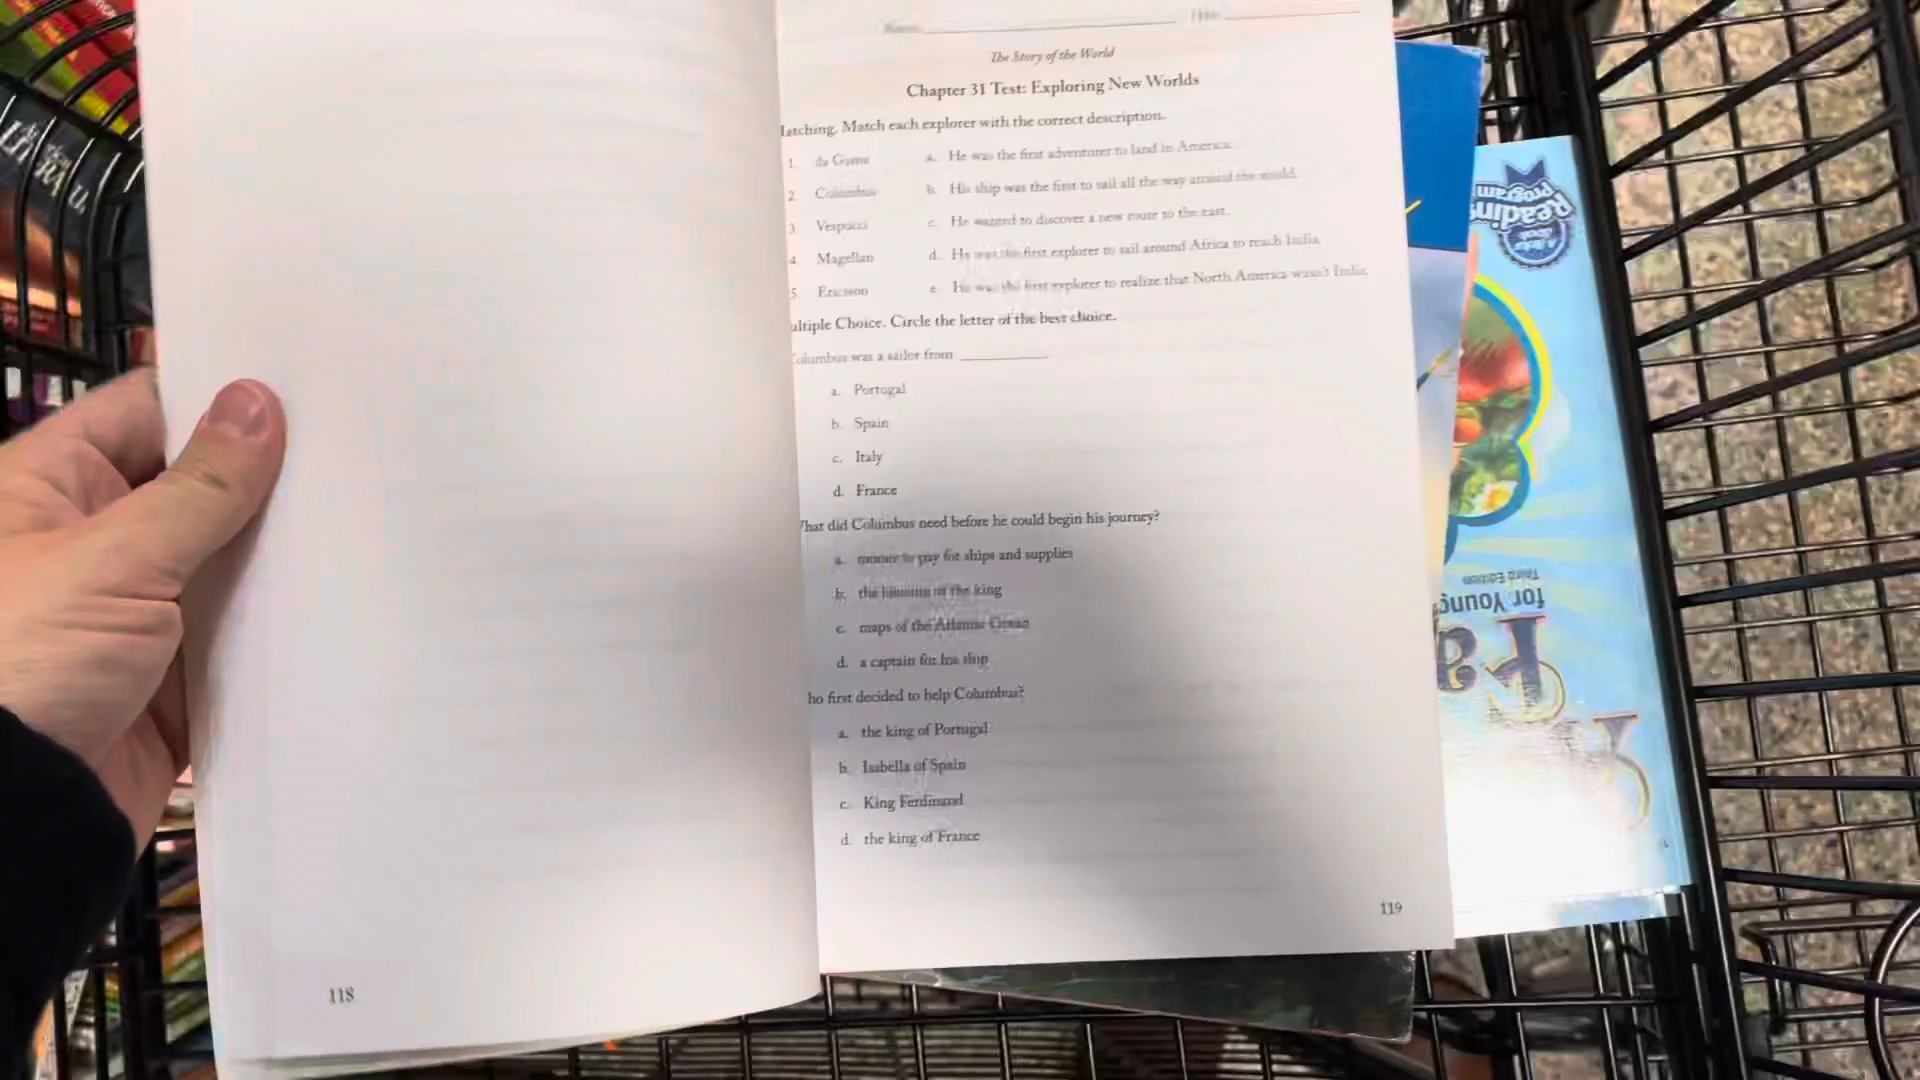 The Story of the World
Chapter 31 Test: Exploring New Worlds
atching. Match each explorer with the correct description.
1. da Gama a. He was the first adventurer to land in America.
2. Columbus b. His ship was the first to sail all the way around the world.
3. Vespucci c. He wanted to discover a new route to the east.
4. Magellan d. He was the first explorer to sail around Africa to reach India.
5. Ericsson e. He was the first explorer to realize that North America wasn't India.
ultiple Choice. Circle the letter of the best choice.
Columbus was a sailor from
a. Portugal
b. Spain
c. Italy
d. France
hat did Columbus need before he could begin his journey?
a. money to pay for ships and supplies
b. the of the king
c. maps of the Atlantic Ocean
d. a captain for his ship
ho first decided to help Columbus?
a. the king of Portugal
b. Isabella of Spain
c. King Ferdinand
d. the king of France
119
118
Reading
program
Third Edition
for Young